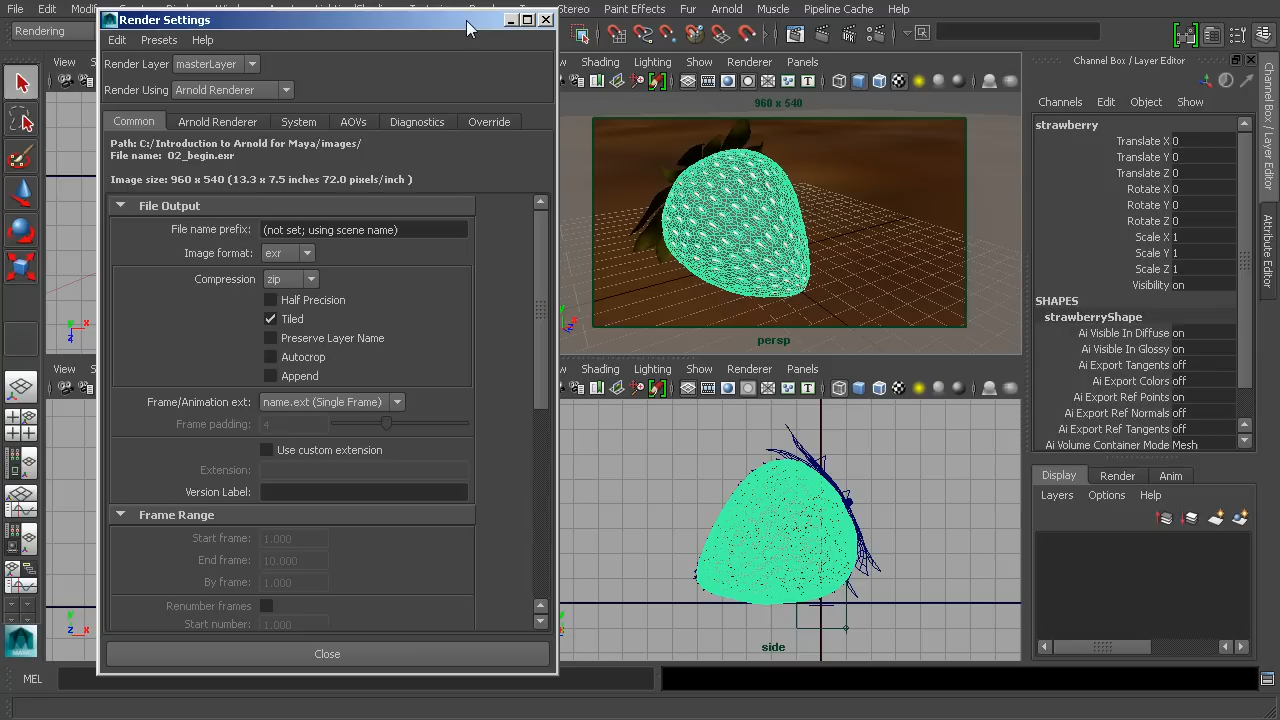 File Edit
Stereo Paint Effects Fur Arnold Muscle Pipeline Cache Help
Render Settings
Rendering
Edit Presets Help
Render Layer masterLayer
Render Using Arnold Renderer
View
Shading Lighting Show Renderer Panels
Channel Box / Layer Editor
Channels Edit Object Show
Common Arnold Renderer System AOVs Diagnostics Override
960 x 540
Path: C:/Introduction to Arnold for Maya/images/
File name: 02_begin.exr
Image size: 960 x 540 (13.3 x 7.5 inches 72.0 pixels/inch )
File Output
File name prefix: (not set; using scene name)
Image format: exr
Compression zip
Half Precision
Tiled
Preserve Layer Name
Autocrop
Append
Frame/Animation ext: name.ext (Single Frame)
Frame padding: 4
Use custom extension
Extension:
Version Label:
Frame Range
Start frame: 1.000
End frame: 10.000
By frame: 1.000
Renumber frames
Start number: 1.000
Close
persp
View
Shading Lighting Show Renderer Panels
side
strawberry
Translate X 0
Translate Y 0
Translate Z 0
Rotate X 0
Rotate Y 0
Rotate Z 0
Scale X 1
Scale Y 1
Scale Z 1
Visibility on
SHAPES
strawberryShape
Ai Visible In Diffuse on
Ai Visible In Glossy on
Ai Export Tangents off
Ai Export Colors off
Ai Export Ref Points on
Ai Export Ref Normals off
Ai Export Ref Tangents off
Ai Volume Container Mode Mesh
Display Render Anim
Layers Options Help
Channel Box / Layer Editor
Attribute Editor
MEL